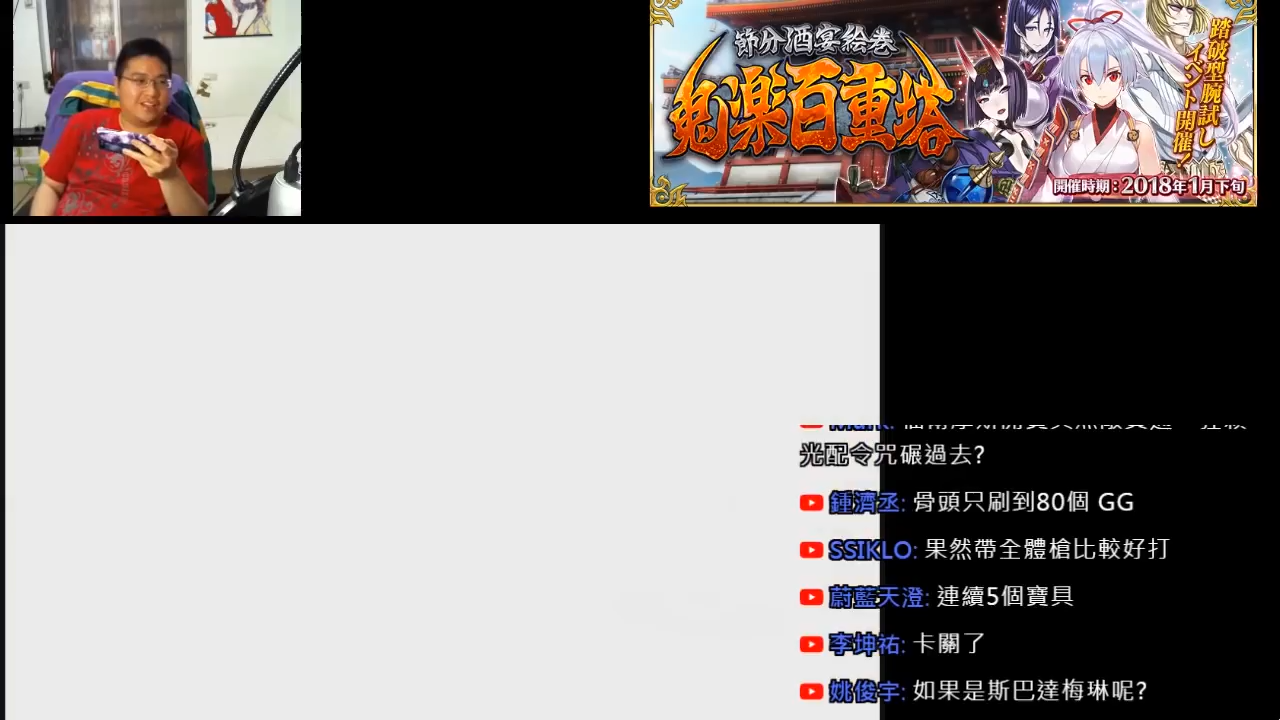 節分酒宴絵巻
鬼楽百重塔
踏破型腕試し
イベント開催!
開催時期:2018年1月下旬
光配令咒碾過去?
鍾濟丞: 骨頭只刷到80個 GG
SSIKLO: 果然帶全體槍比較好打
蔚藍天澄: 連續5個寶具
李坤祐: 卡關了
姚俊宇: 如果是斯巴達梅琳呢?